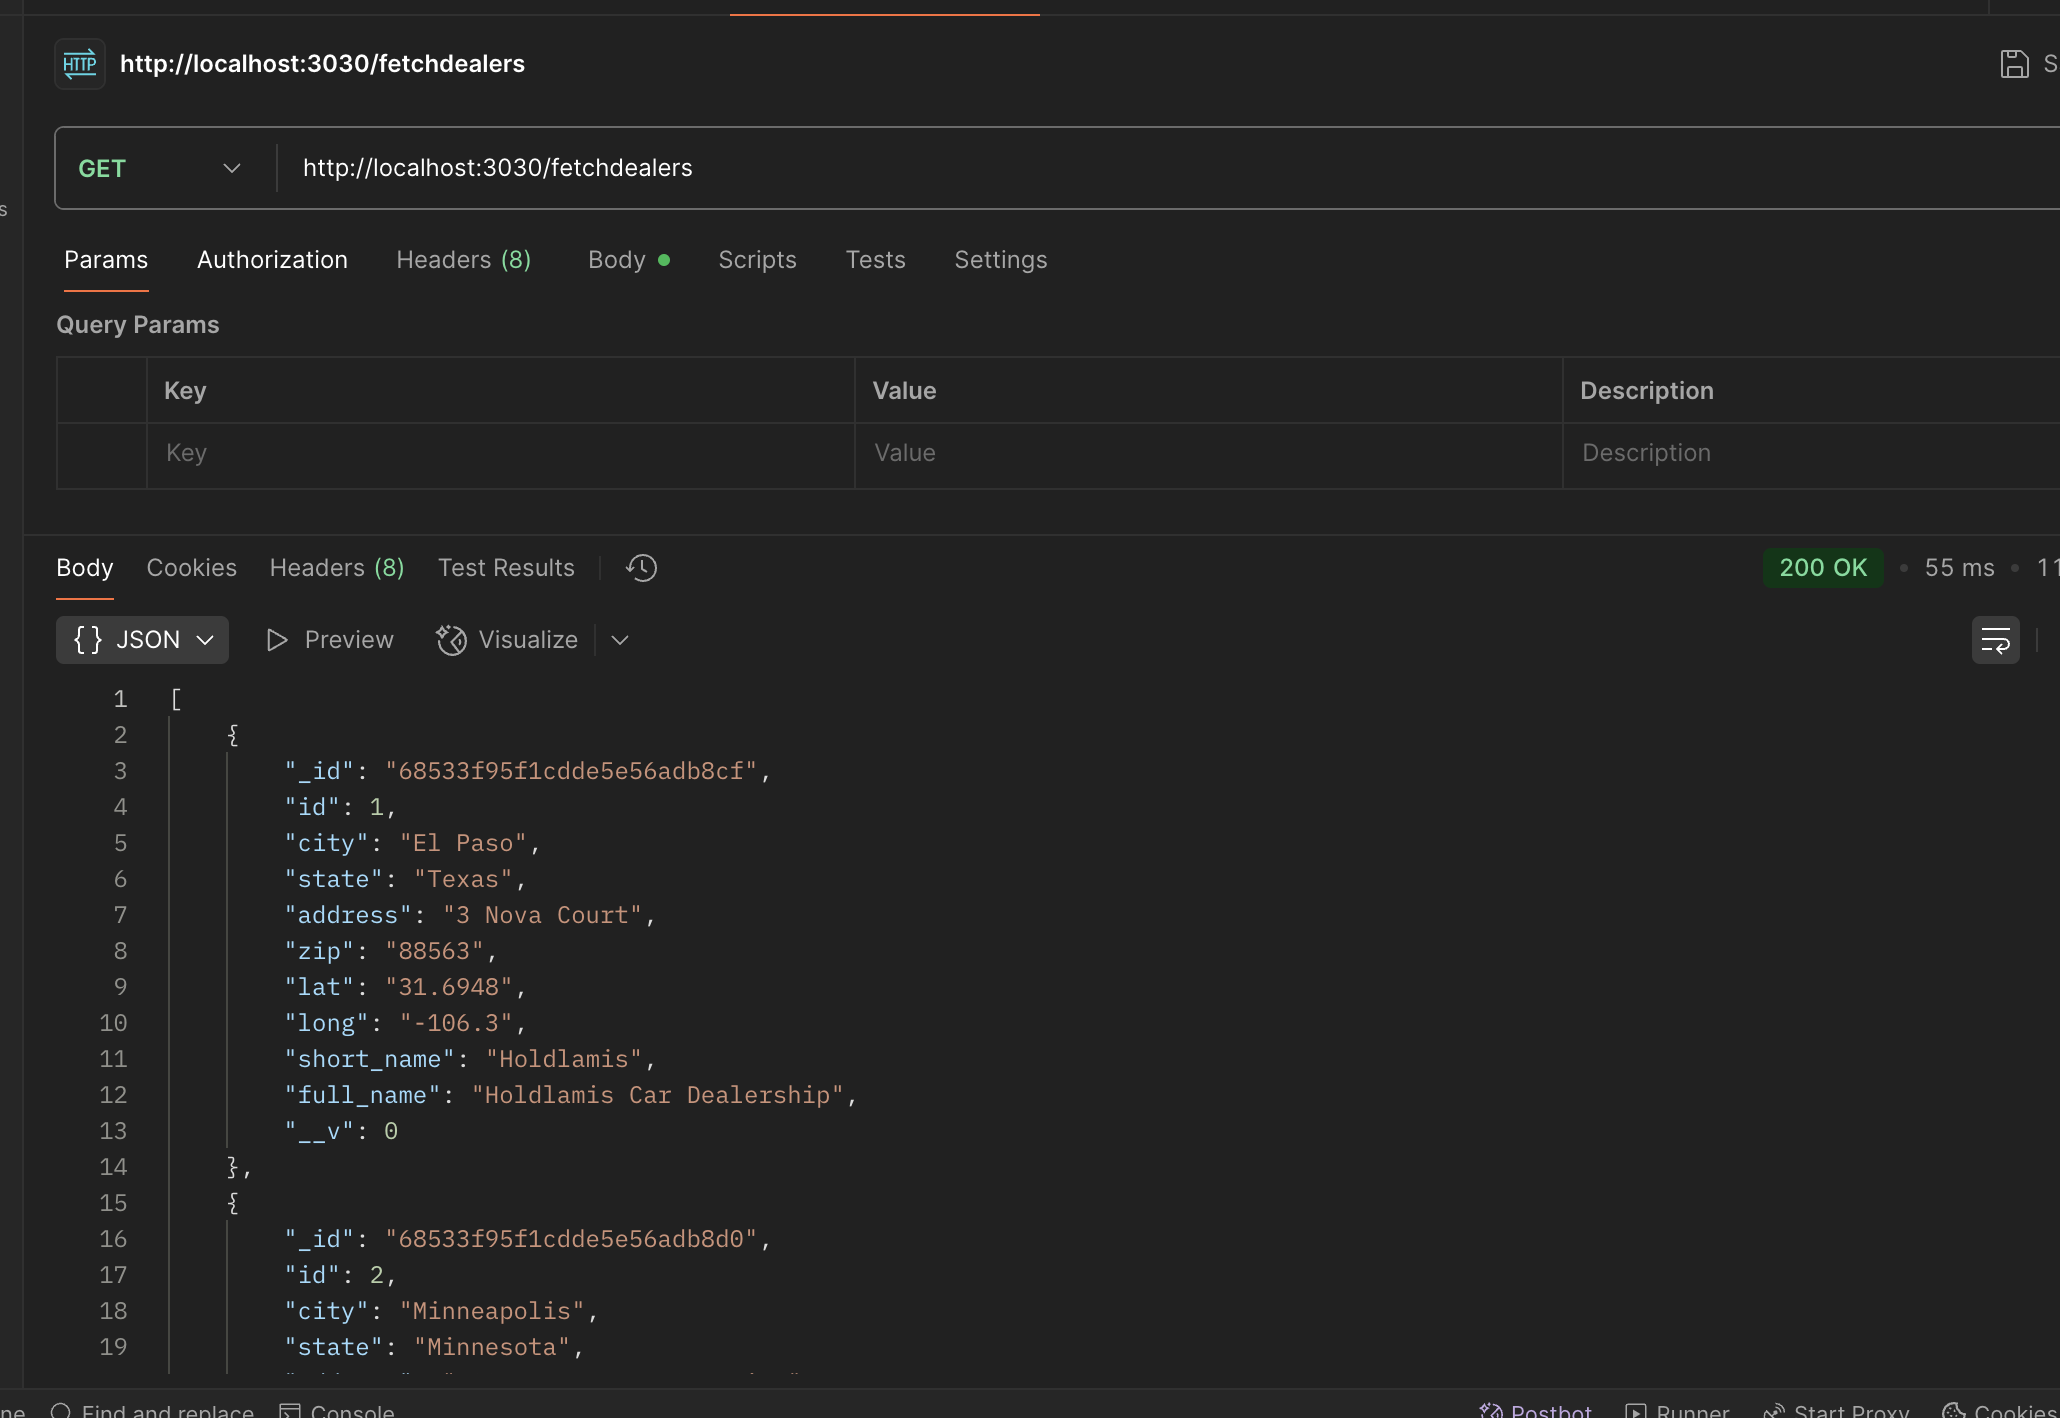 HTTP http://localhost:3030/fetchdealers
GET http://localhost:3030/fetchdealers
Params Authorization Headers (8) Body Scripts Tests Settings
Query Params
Key Value Description
Key Value Description
Body Cookies Headers (8) Test Results 200 OK 55 ms
{ } JSON Preview Visualize
1 [
2 {
3 "_id": "68533f95f1cdde5e56adb8cf",
4 "id": 1,
5 "city": "El Paso",
6 "state": "Texas",
7 "address": "3 Nova Court",
8 "zip": "88563",
9 "lat": "31.6948",
10 "long": "-106.3",
11 "short_name": "Holdlamis",
12 "full_name": "Holdlamis Car Dealership",
13 "__v": 0
14 },
15 {
16 "_id": "68533f95f1cdde5e56adb8d0",
17 "id": 2,
18 "city": "Minneapolis",
19 "state": "Minnesota",
Find and replace Console Postbot Runner Start Proxy Cookies